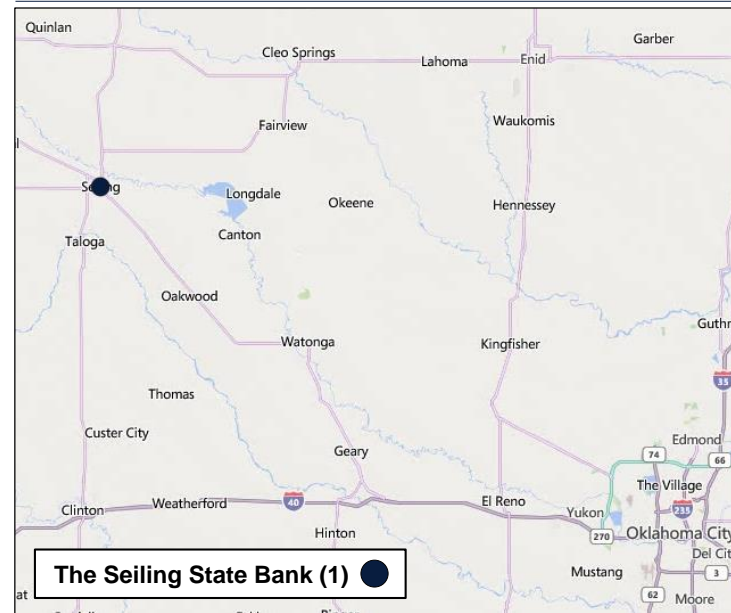 Quinlan
Garber
Cleo Springs
Lahoma
Enid
Fairview
Waukomis
Longdale
Okeene
Hennessey
Canton
Taloga
Oakwood
Guthr
Watonga
Kingfisher
35
Thomas
Custer City
Edmond
Geary
74
66
The Village
Clinton
Weatherford
40
El Reno
Yukon
235
270
Oklahoma City
Hinton
Del Cit
The Seiling State Bank (1)
Mustang
3
62
Moore